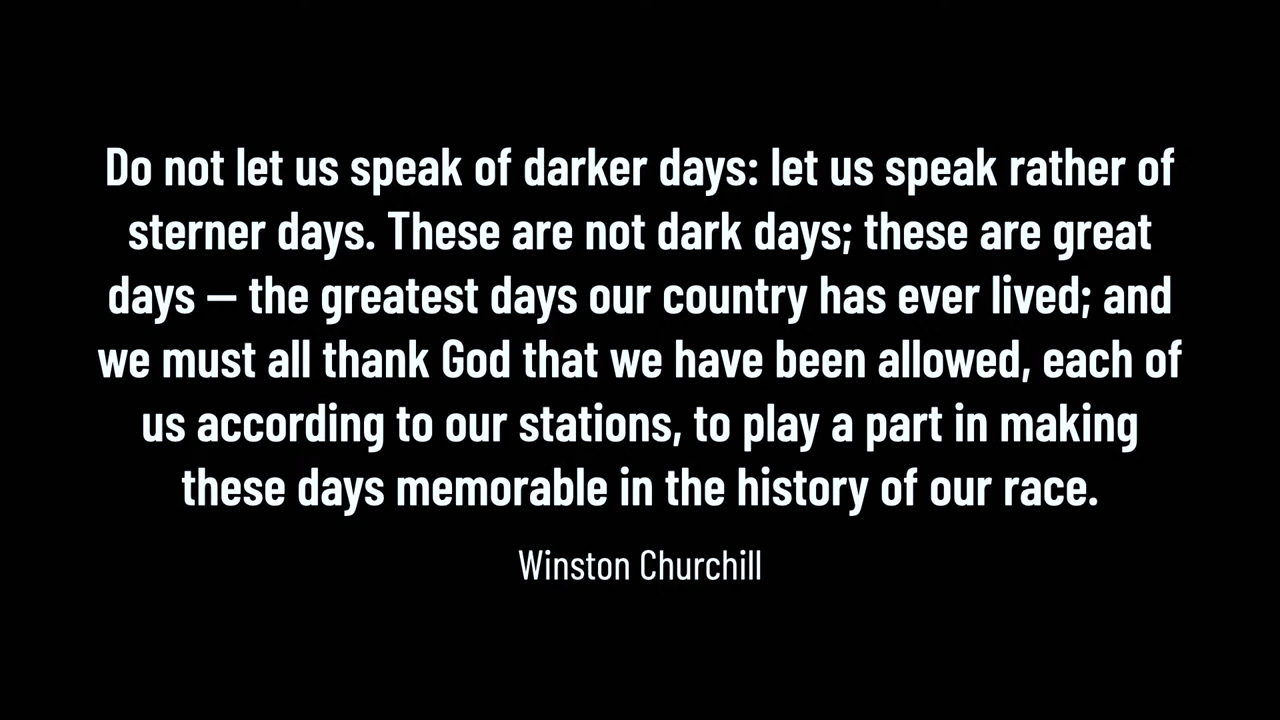 Do not let us speak of darker days: let us speak rather of
sterner days. These are not dark days; these are great
days — the greatest days our country has ever lived; and
we must all thank God that we have been allowed, each of
us according to our stations, to play a part in making
these days memorable in the history of our race.
Winston Churchill